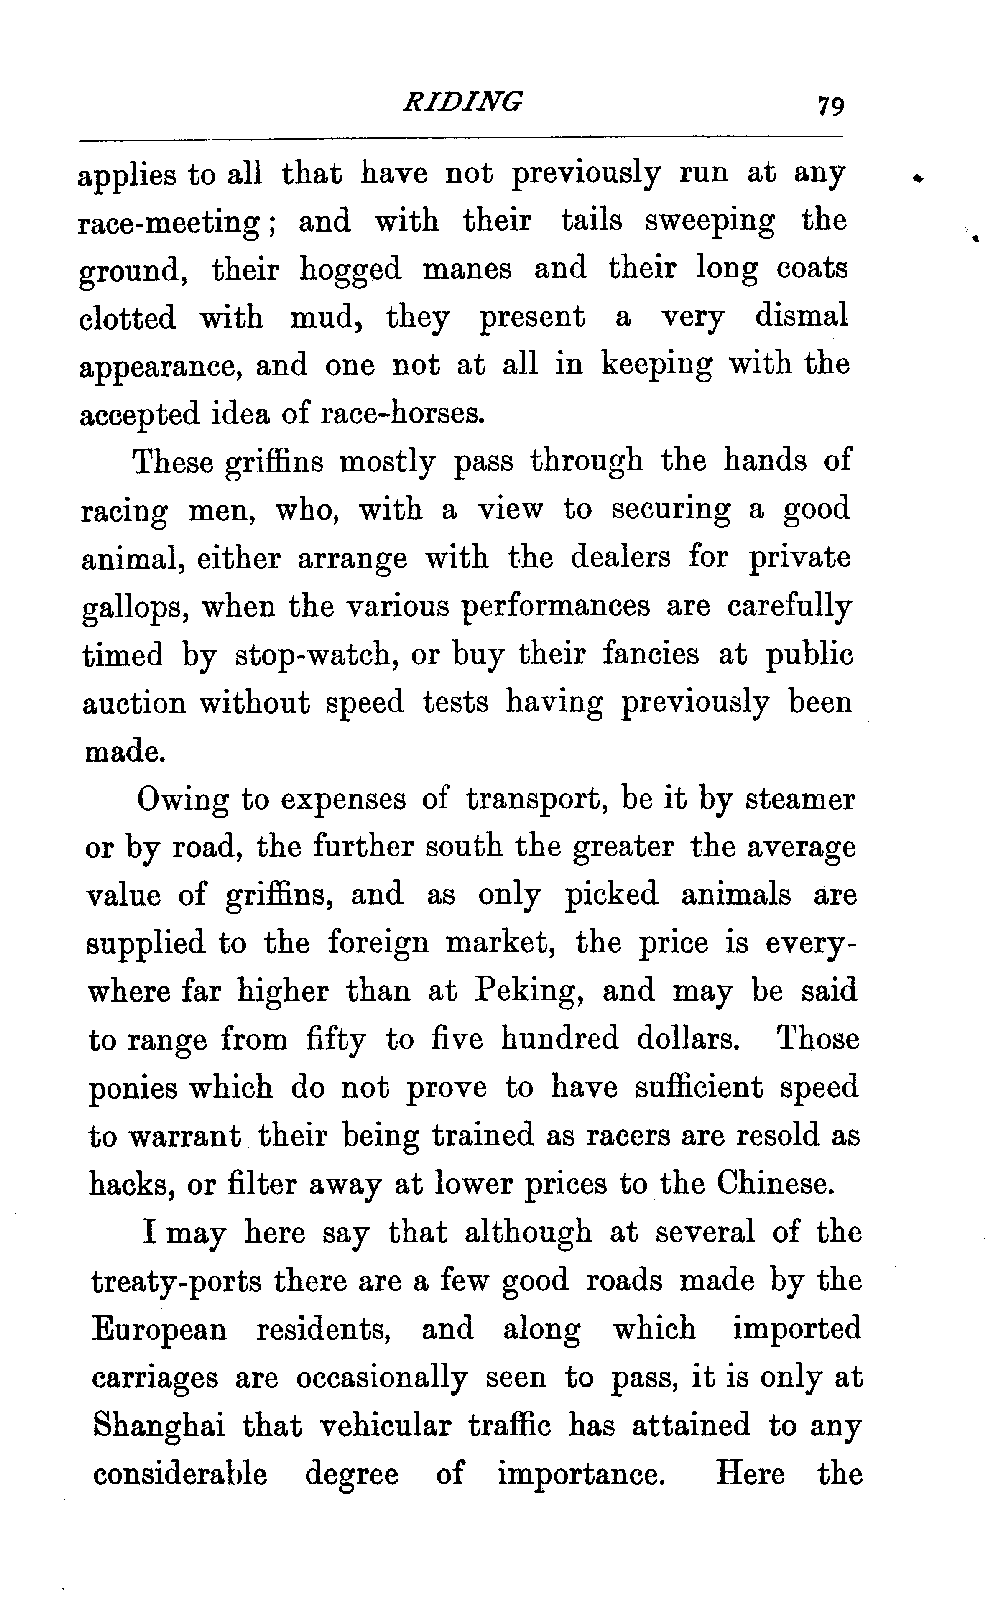 RIDING 79
applies to all that have not previously run at any
race-meeting; and with their tails sweeping the
ground, their hogged manes and their long coats
clotted with mud, they present a very dismal
appearance, and one not at all in keeping with the
accepted idea of race-horses.
These griffins mostly pass through the hands of
racing men, who, with a view to securing a good
animal, either arrange with the dealers for private
gallops, when the various performances are carefully
timed by stop-watch, or buy their fancies at public
auction without speed tests having previously been
made.
Owing to expenses of transport, be it by steamer
or by road, the further south the greater the average
value of griffins, and as only picked animals are
supplied to the foreign market, the price is every-
where far higher than at Peking, and may be said
to range from fifty to five hundred dollars. Those
ponies which do not prove to have sufficient speed
to warrant their being trained as racers are resold as
hacks, or filter away at lower prices to the Chinese.
I may here say that although at several of the
treaty-ports there are a few good roads made by the
European residents, and along which imported
carriages are occasionally seen to pass, it is only at
Shanghai that vehicular traffic has attained to any
considerable degree of importance. Here the